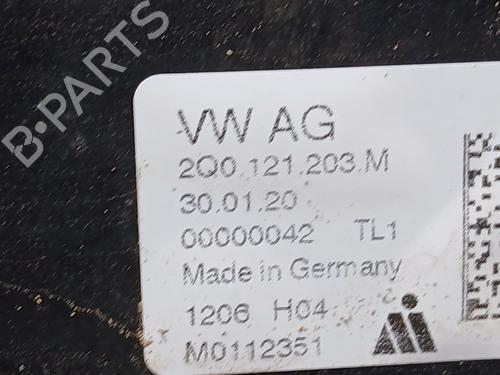 B-PARTS
VW AG
2Q0.121.203.M
30.01.20
00000042 TL1
Made in Germany
1206 H04
M0112351